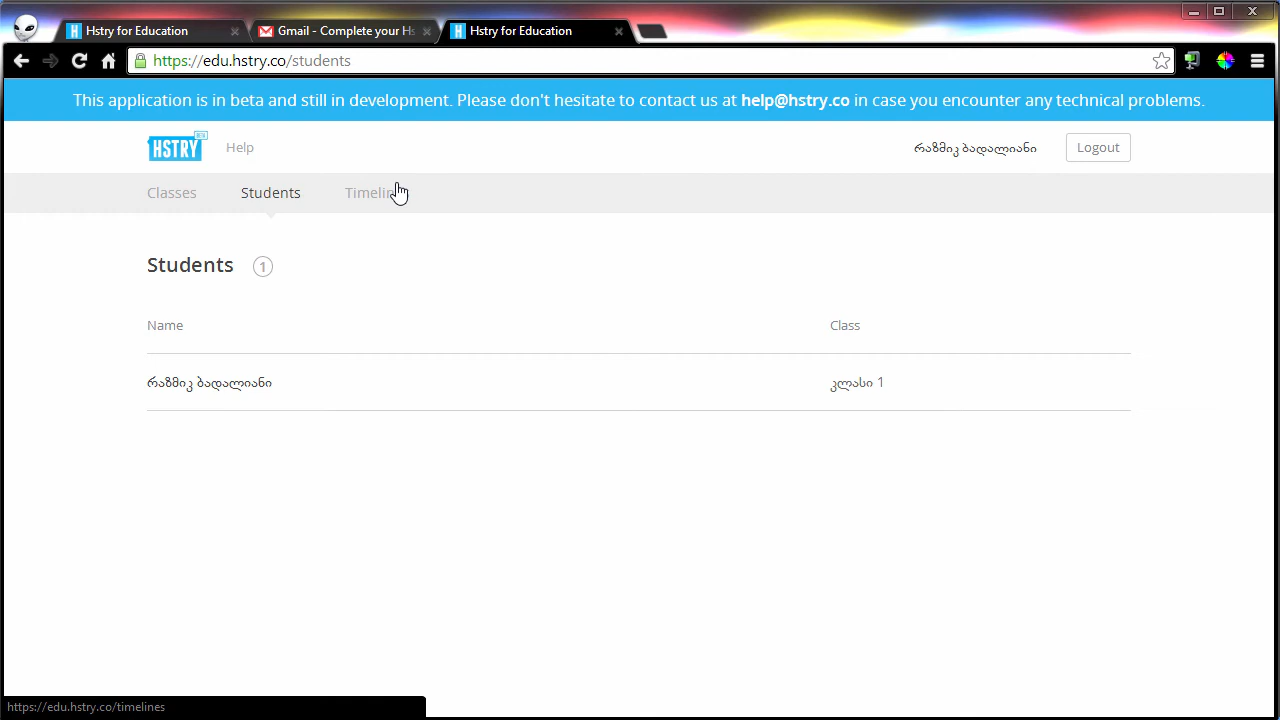 Hstry for Education
Gmail - Complete your Hs
Hstry for Education
https://edu.hstry.co/students
This application is in beta and still in development. Please don't hesitate to contact us at help@hstry.co in case you encounter any technical problems.
HSTRY
Help
რაზმიკ ბადალიანი
Logout
Classes
Students
Timelin
Students 1
Name
Class
რაზმიკ ბადალიანი
კლასი 1
https://edu.hstry.co/timelines